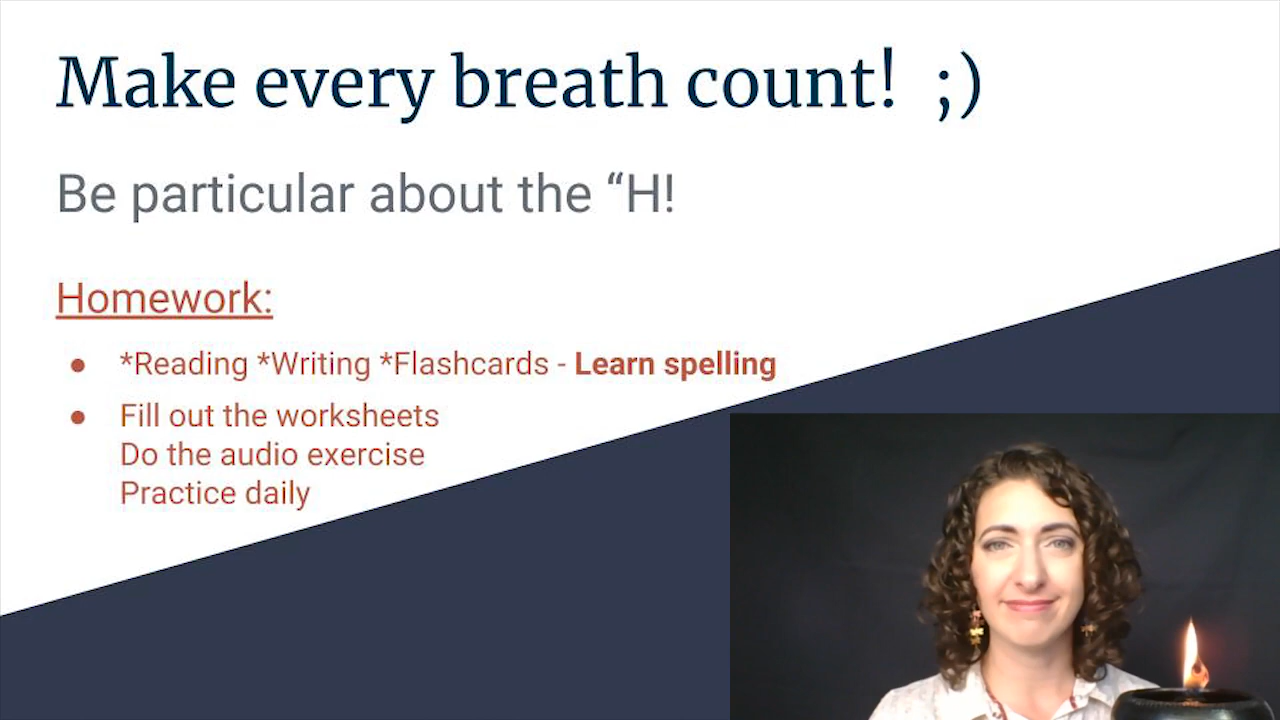 Make every breath count!  ;)
Be particular about the “H!
Homework:
● *Reading *Writing *Flashcards - Learn spelling
● Fill out the worksheets
Do the audio exercise
Practice daily